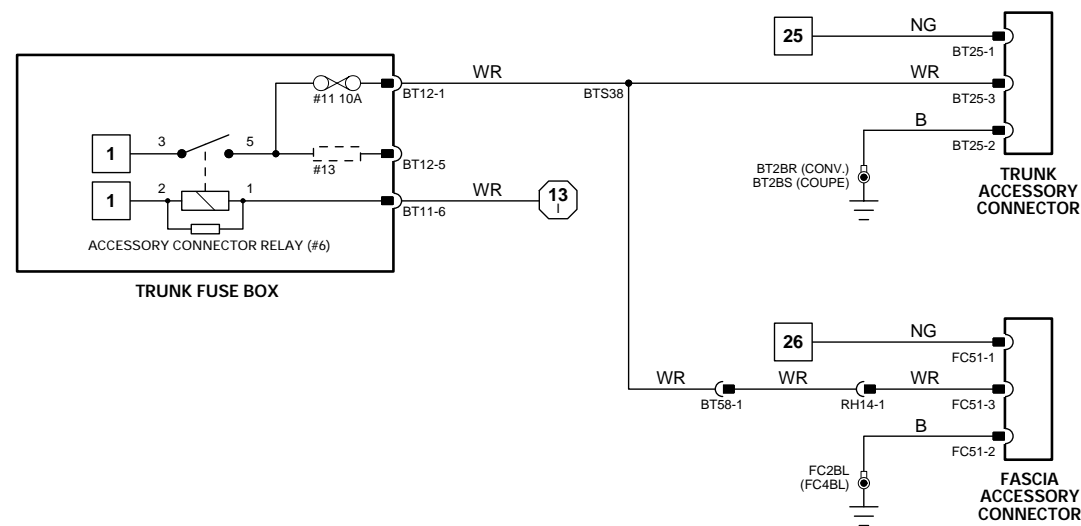 25
NG
BT25-1
WR
BT12-1
#11 10A
BTS38
WR
BT25-3
1
3
5
#13
BT12-5
B
BT25-2
BT2BR (CONV.)
BT2BS (COUPE)
TRUNK
ACCESSORY
CONNECTOR
1
2
1
WR
BT11-6
13
I
ACCESSORY CONNECTOR RELAY (#6)
TRUNK FUSE BOX
26
NG
FC51-1
WR
BT58-1
WR
RH14-1
WR
FC51-3
B
FC51-2
FC2BL
(FC4BL)
FASCIA
ACCESSORY
CONNECTOR